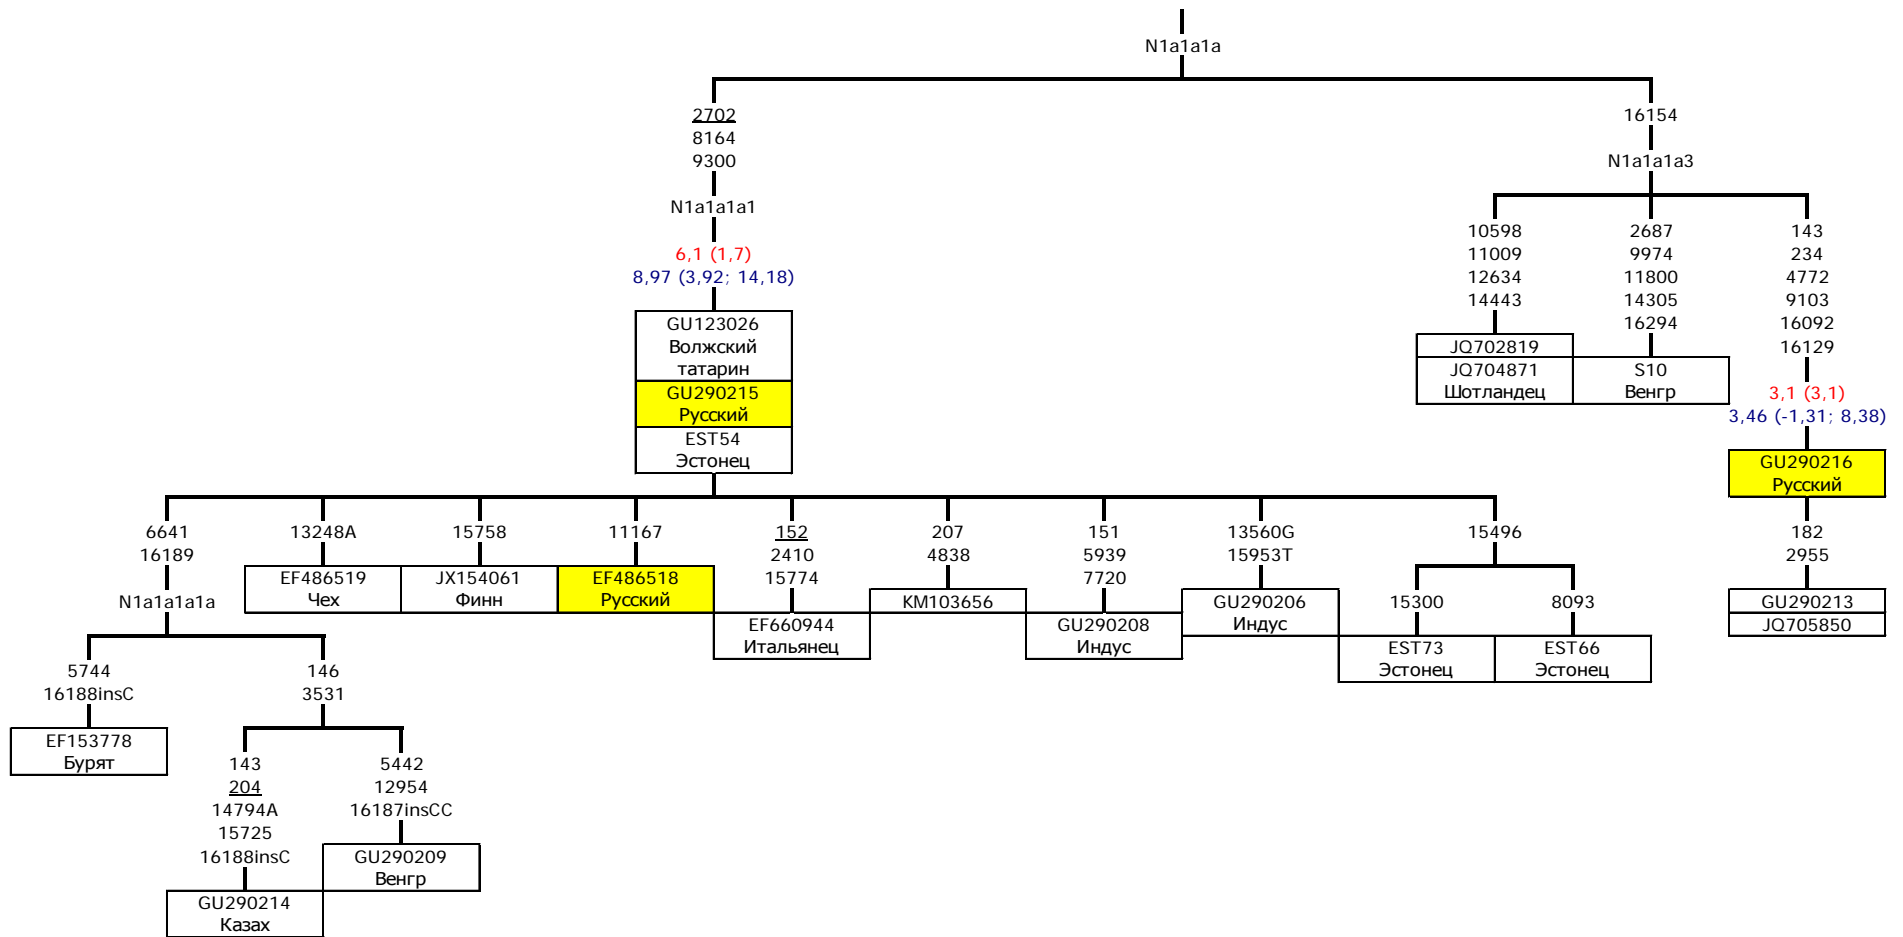 N1a1a1a
2702
8164
9300
N1a1a1a1
6,1 (1,7)
8,97 (3,92; 14,18)
GU123026
Волжский
татарин
GU290215
Русский
EST54
Эстонец
6641
16189
N1a1a1a1a
5744
16188insC
EF153778
Бурят
146
3531
143
204
14794A
15725
16188insC
GU290214
Казах
5442
12954
16187insCC
GU290209
Венгр
13248A
EF486519
Чех
15758
JX154061
Финн
11167
EF486518
Русский
152
2410
15774
EF660944
Итальянец
207
4838
KM103656
151
5939
7720
GU290208
Индус
13560G
15953T
GU290206
Индус
15496
15300
EST73
Эстонец
8093
EST66
Эстонец
16154
N1a1a1a3
10598
11009
12634
14443
JQ702819
JQ704871
Шотландец
2687
9974
11800
14305
16294
S10
Венгр
143
234
4772
9103
16092
16129
3,1 (3,1)
3,46 (-1,31; 8,38)
GU290216
Русский
182
2955
GU290213
JQ705850